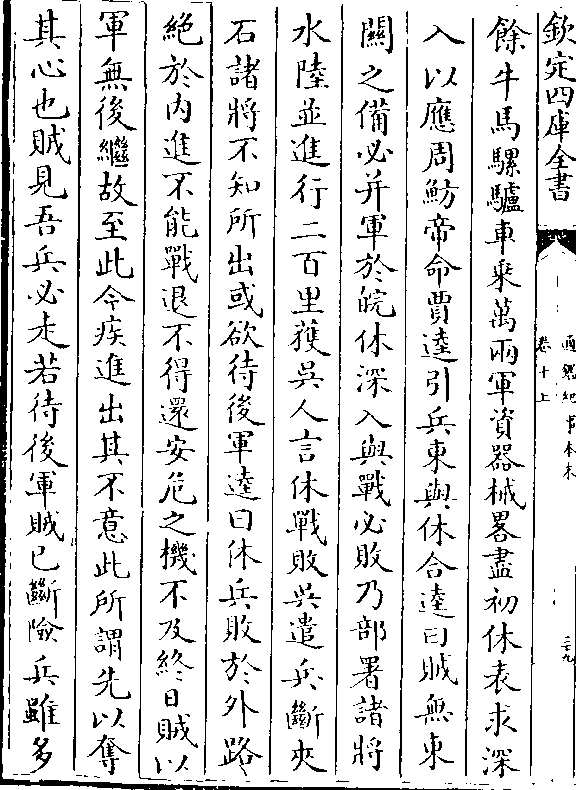 欽定四庫全書
通鑑紀事本末
卷十上
二十九
餘牛馬騾驢車乘萬兩軍資器械畧盡初休表求深
入以應周魴帝命賈逵引兵東與休合逵曰賊無東
關之備必并軍於皖休深入與戰必敗乃部署諸將
水陸並進行二百里獲吳人言休戰敗吳遣兵斷夾
石諸將不知所出或欲待後軍逵曰休兵敗於外路
絶於内進不能戰退不得還安危之機不及終日賊以
軍無後繼故至此今疾進出其不意此所謂先以奪
其心也賊見吾兵必走若待後軍賊已斷險兵雖多